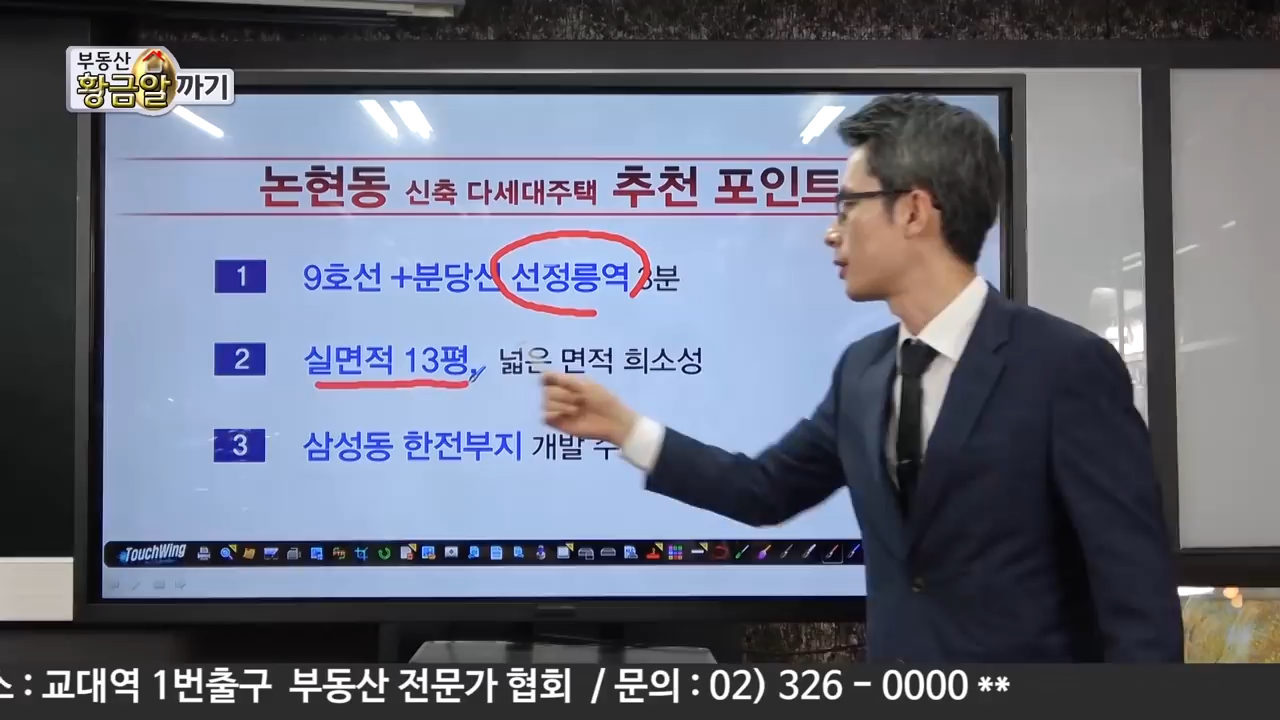 부동산
황금알까기
논현동 신축 다세대주택 추천 포인트
1 9호선 +분당선 선정릉역 3분
2 실면적 13평, 넓은 면적 희소성
3 삼성동 한전부지 개발
TouchWing
: 교대역 1번출구 부동산 전문가 협회 / 문의 : 02) 326 - 0000 **